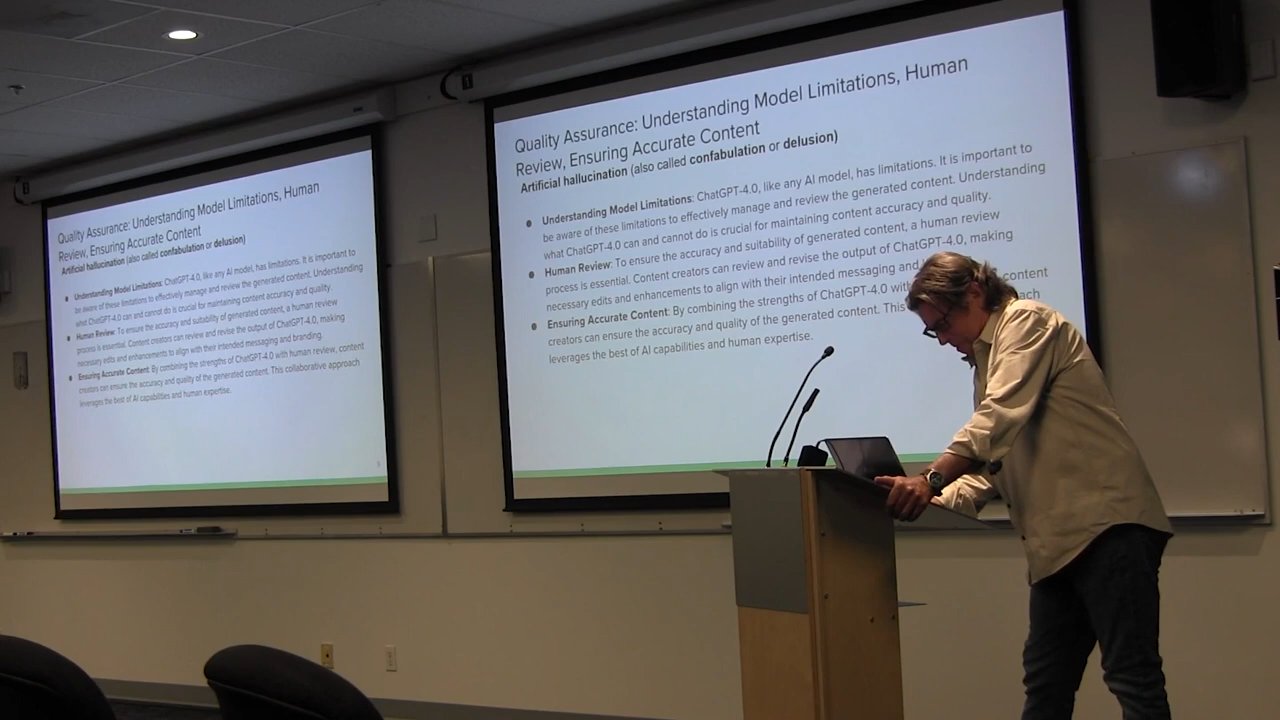 Quality Assurance: Understanding Model Limitations, Human
Review, Ensuring Accurate Content
Artificial hallucination (also called confabulation or delusion)
Understanding Model Limitations: ChatGPT-4.0, like any AI model, has limitations. It is important to
be aware of these limitations to effectively manage and review the generated content. Understanding
what ChatGPT-4.0 can and cannot do is crucial for maintaining content accuracy and quality.
Human Review: To ensure the accuracy and suitability of generated content, a human review
process is essential. Content creators can review and revise the output of ChatGPT-4.0, making
necessary edits and enhancements to align with their intended messaging and branding.
Ensuring Accurate Content: By combining the strengths of ChatGPT-4.0 with human review, content
creators can ensure the accuracy and quality of the generated content. This collaborative approach
leverages the best of AI capabilities and human expertise.
Quality Assurance: Understanding Model Limitations, Human
Review, Ensuring Accurate Content
Artificial hallucination (also called confabulation or delusion)
Understanding Model Limitations: ChatGPT-4.0, like any AI model, has limitations. It is important to
be aware of these limitations to effectively manage and review the generated content. Understanding
what ChatGPT-4.0 can and cannot do is crucial for maintaining content accuracy and quality.
Human Review: To ensure the accuracy and suitability of generated content, a human review
process is essential. Content creators can review and revise the output of ChatGPT-4.0, making
necessary edits and enhancements to align with their intended messaging and
Ensuring Accurate Content: By combining the strengths of ChatGPT-4.0 with content
creators can ensure the accuracy and quality of the generated content. This
leverages the best of AI capabilities and human expertise.